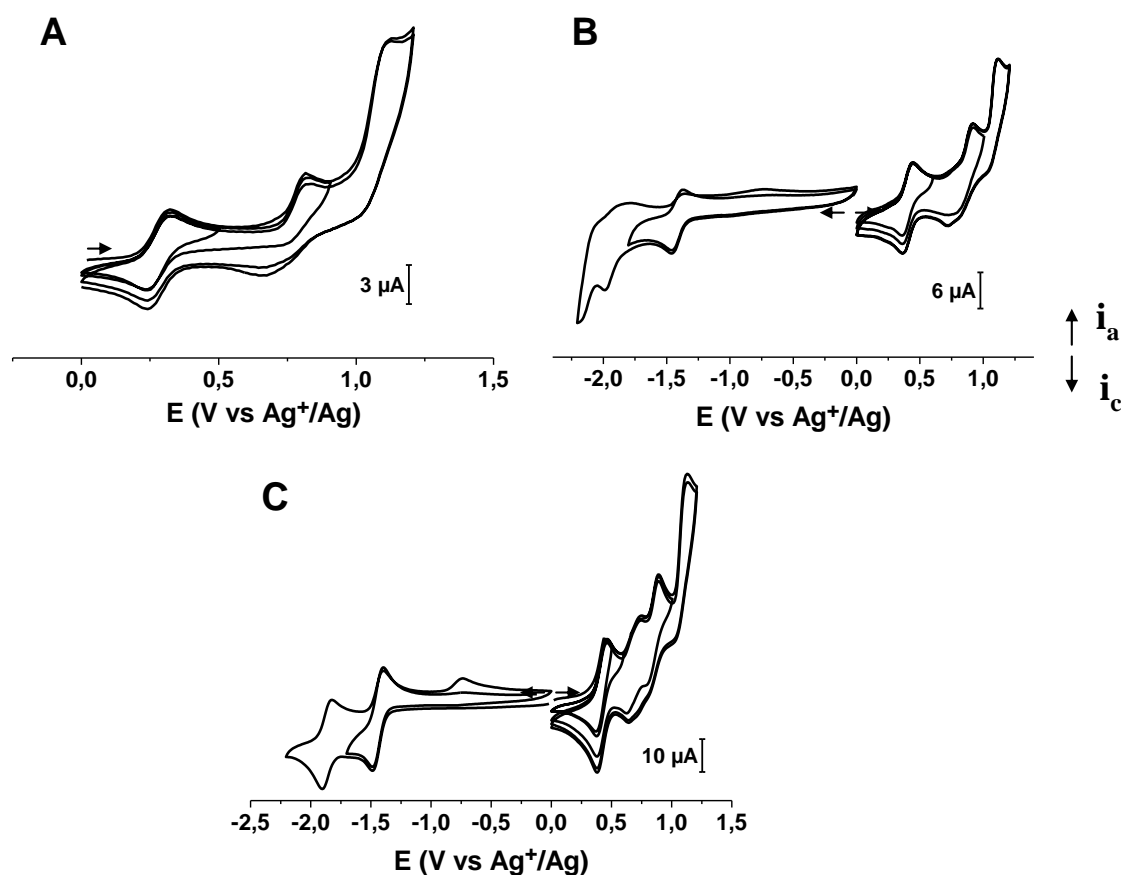 A
3 µA
0,0 0,5 1,0 1,5
E (V vs Ag⁺/Ag)
B
6 µA
-2,0 -1,5 -1,0 -0,5 0,0 0,5 1,0
E (V vs Ag⁺/Ag)
iₐ
i_c
C
10 µA
-2,5 -2,0 -1,5 -1,0 -0,5 0,0 0,5 1,0 1,5
E (V vs Ag⁺/Ag)